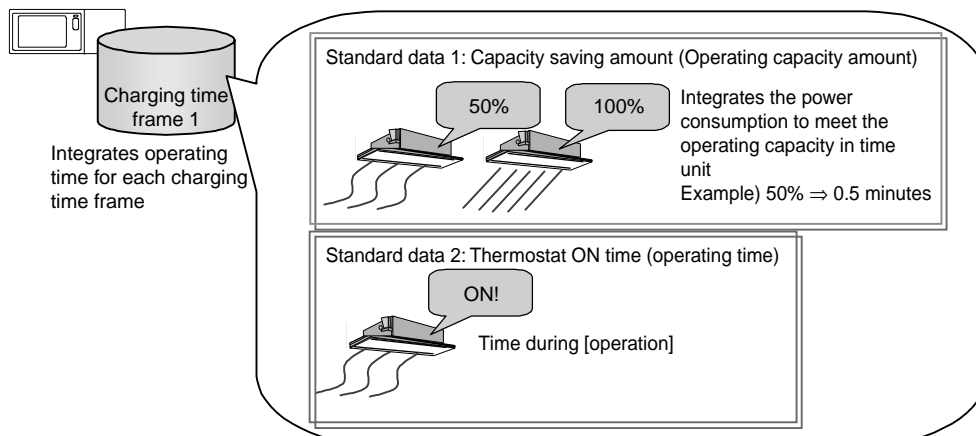 Charging time
frame 1
Integrates operating
time for each charging
time frame
Standard data 1: Capacity saving amount (Operating capacity amount)
50%
100%
Integrates the power
consumption to meet the
operating capacity in time
unit
Example) 50% ⇒ 0.5 minutes
Standard data 2: Thermostat ON time (operating time)
ON!
Time during [operation]